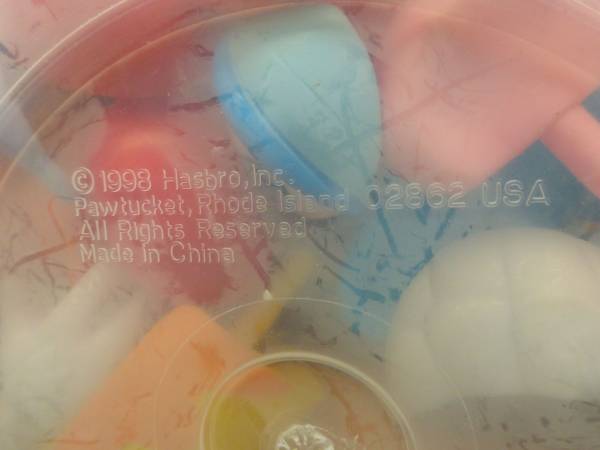 © 1998 Hasbro, Inc.
Pawtucket, Rhode Island 02862 USA
All Rights Reserved
Made in China